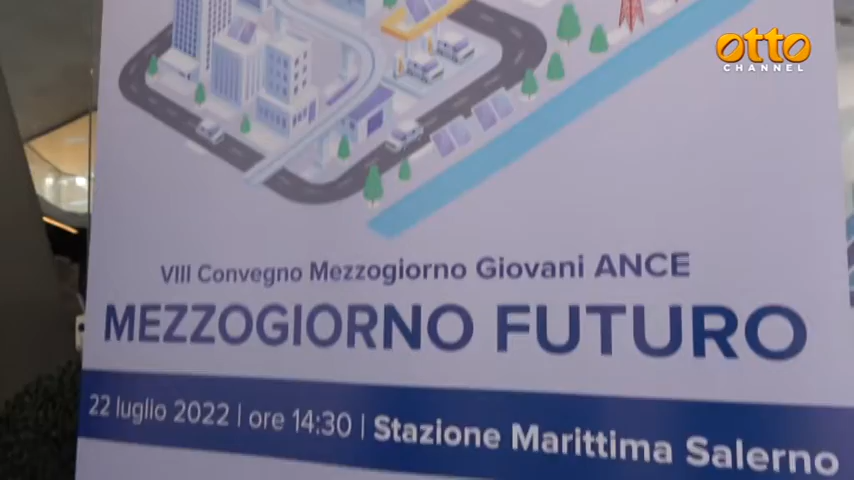 OTTO
CHANNEL
VIII Convegno Mezzogiorno Giovani ANCE
MEZZOGIORNO FUTURO
22 luglio 2022 | ore 14:30 | Stazione Marittima Salerno